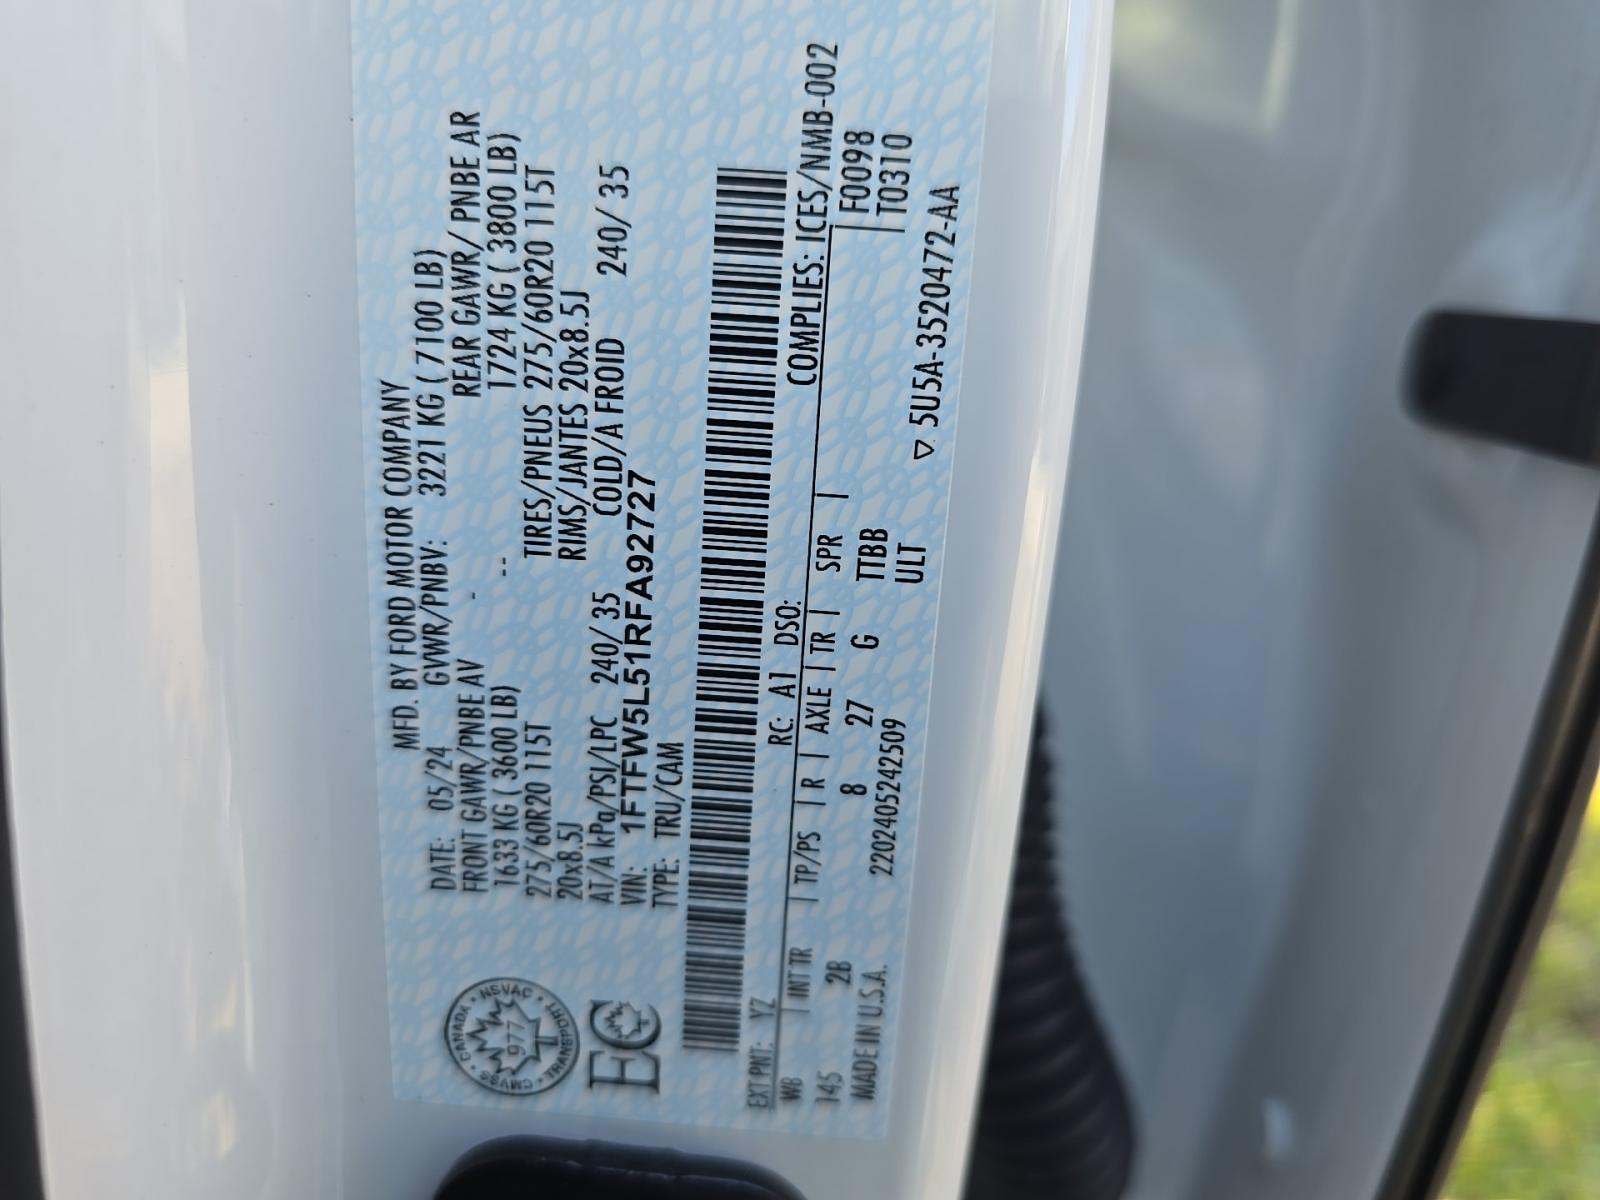 MFD. BY FORD MOTOR COMPANY
DATE: 05/24 GVWR/PNBV: 3221 KG ( 7100 LB)
FRONT GAWR/PNBE AV - REAR GAWR/ PNBE AR
1633 KG ( 3600 LB) -- 1724 KG ( 3800 LB)
275/60R20 115T TIRES/PNEUS 275/60R20 115T
20x8.5J RIMS/JANTES 20x8.5J
AT/A kPa/PSI/LPC 240/ 35 COLD/A FROID 240/ 35
VIN: 1FTFW5L51RFA92727
TYPE: TRU/CAM
CANADA • NSVAC • TRANSPORT • CMVSS •
977
EC
EXT PNT: YZ RC: A1 DSO: COMPLIES: ICES/NMB-002
WB | INT TR | TP/PS | R | AXLE | TR | SPR | | F0098
145 2B 8 27 G TTBB | T0310
MADE IN U.S.A. 220240524 2509 ULT
▽ 5U5A-3520472-AA